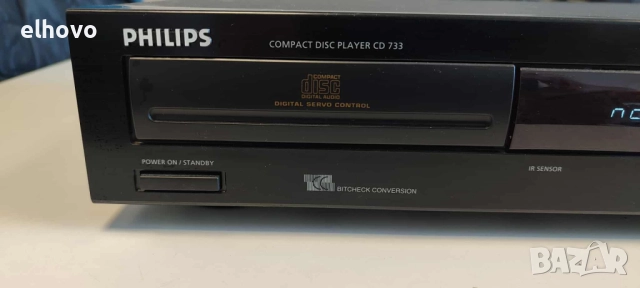 elhovo
PHILIPS
COMPACT DISC PLAYER CD 733
COMPACT
disc
DIGITAL AUDIO
DIGITAL SERVO CONTROL
POWER ON / STANDBY
IR SENSOR
BITCHECK CONVERSION
BAZAR